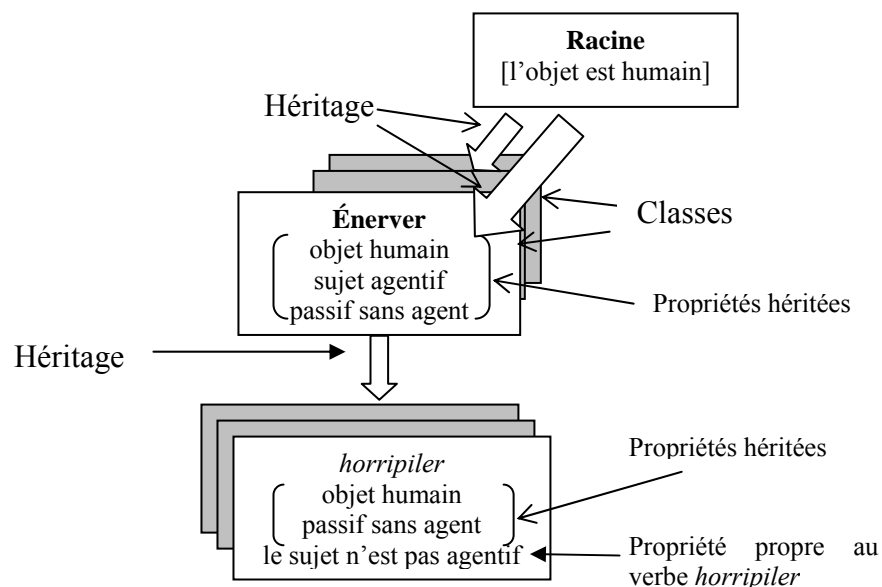 Racine
[l'objet est humain]
Héritage
Classes
Énerver
objet humain
sujet agentif
passif sans agent
Propriétés héritées
Héritage
Propriétés héritées
horripiler
objet humain
passif sans agent
le sujet n'est pas agentif
Propriété propre au
verbe horripiler